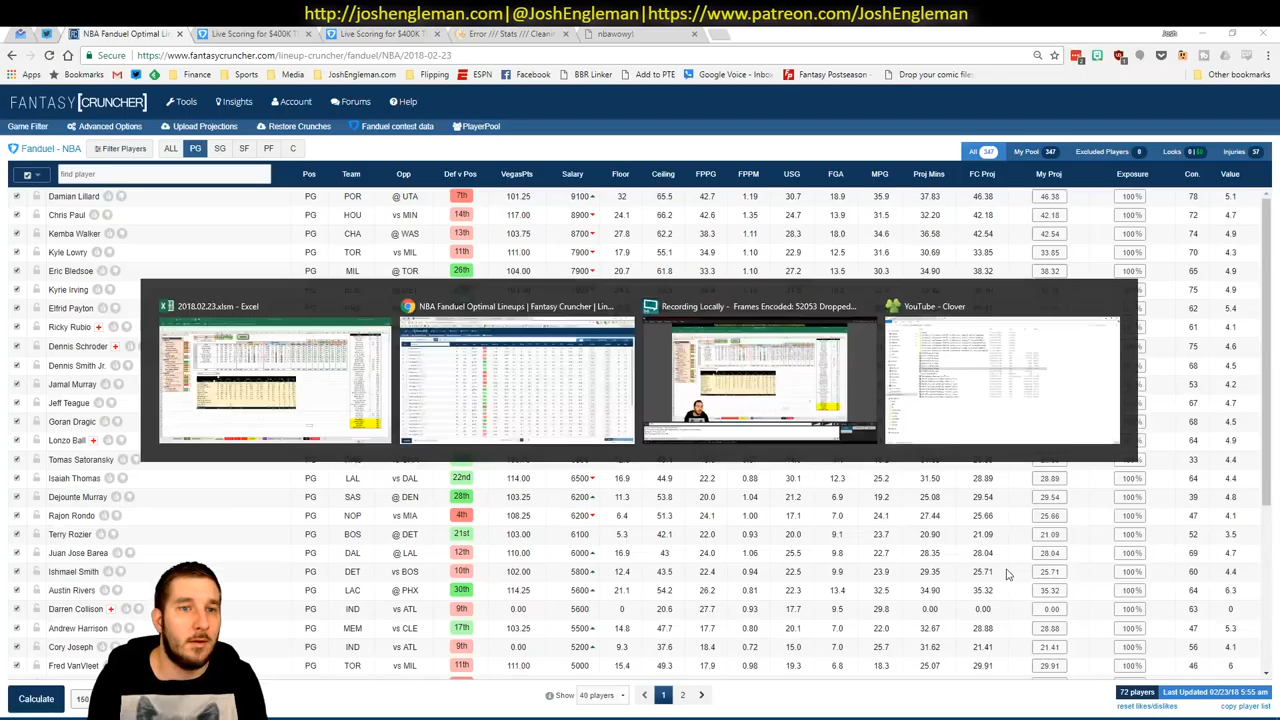 http://joshengleman.com|@JoshEngleman|https://www.patreon.com/JoshEngleman
NBA Fanduel Optimal Lin × Live Scoring for $400K T × Live Scoring for $400K T × Error /// Stats /// Cleanin × nbawowy! × Josh
Secure | https://www.fantasycruncher.com/lineup-cruncher/fanduel/NBA/2018-02-23
Apps Bookmarks Finance Sports Media JoshEngleman.com Flipping ESPN Facebook BBR Linker Add to PTE Google Voice - Inbo Fantasy Postseason - Drop your comic file Other bookmarks
FANTASY [CRUNCHER] Tools Insights Account Forums Help
Game Filter Advanced Options Upload Projections Restore Crunches Fanduel contest data PlayerPool
Fanduel - NBA Filter Players ALL PG SG SF PF C All 347 My Pool 347 Excluded Players 0 Locks 0 | $0 Injuries 57
find player Pos Team Opp Def v Pos VegasPts Salary Floor Ceiling FPPG FPPM USG FGA MPG Proj Mins FC Proj My Proj Exposure Con. Value
Damian Lillard PG POR @ UTA 7th 101.25 9100 32 65.5 42.7 1.19 30.7 18.9 35.9 37.83 46.38 46.38 100% 78 5.1
Chris Paul PG HOU vs MIN 14th 117.00 8900 24.1 66.2 42.6 1.35 24.7 13.9 31.5 32.20 42.18 42.18 100% 72 4.7
Kemba Walker PG CHA @ WAS 13th 103.75 8700 27.8 62.2 38.3 1.11 28.3 18.0 34.6 36.58 42.54 42.54 100% 74 4.9
Kyle Lowry PG TOR vs MIL 11th 111.00 7900 17.9 55.1 34.9 1.10 20.0 12.5 31.6 30.70 33.85 33.85 100% 70 4.3
Eric Bledsoe PG MIL @ TOR 26th 104.00 7900 20.7 61.8 33.3 1.10 27.2 13.5 30.3 34.90 38.32 38.32 100% 65 4.9
Kyrie Irving
Elfrid Payton 62 5.4
Ricky Rubio 61 4.1
Dennis Schroder 75 4.6
Dennis Smith Jr. 68 4.5
Jamal Murray 53 4.2
Jeff Teague 67 4.7
Goran Dragic 68 4.5
Lonzo Ball 64 4.9
Tomas Satoransky 100% 33 4.4
2018.02.23.xlsm - Excel
NBA Fanduel Optimal Lineups | Fantasy Cruncher | Lin...
Recording Locally - Frames Encoded: 52053 Droppe
YouTube - Clover
Isaiah Thomas PG LAL vs DAL 22nd 114.00 6500 16.9 44.9 22.2 0.88 30.1 12.3 25.2 31.50 28.89 28.89 100% 64 4.4
Dejounte Murray PG SAS @ DEN 28th 103.25 6200 11.3 53.8 20.0 1.04 21.2 6.9 19.2 25.08 29.54 29.54 100% 39 4.8
Rajon Rondo PG NOP vs MIA 4th 108.25 6200 6.4 51.3 24.1 1.00 17.1 7.0 24.1 27.44 25.66 25.66 100% 47 4.1
Terry Rozier PG BOS @ DET 21st 103.25 6100 5.3 42.1 22.0 0.93 20.0 9.1 23.7 20.90 21.09 21.09 100% 52 3.5
Juan Jose Barea PG DAL @ LAL 12th 110.00 6000 16.9 43 24.0 1.06 25.5 9.8 22.7 28.35 28.04 28.04 100% 69 4.7
Ishmael Smith PG DET vs BOS 10th 102.00 5800 12.4 43.5 22.4 0.94 22.5 9.9 23.9 29.35 25.71 25.71 100% 60 4.4
Austin Rivers PG LAC @ PHX 30th 114.25 5600 21.1 54.2 26.2 0.81 22.3 13.4 32.5 34.90 35.32 35.32 100% 64 6.3
Darren Collison PG IND vs ATL 9th 0.00 5600 0 20.6 27.7 0.93 17.7 9.5 29.8 0.00 0.00 0.00 100% 63 0
Andrew Harrison PG MEM vs CLE 17th 103.25 5500 14.8 47.7 17.7 0.80 20.1 7.0 22.0 32.67 28.88 28.88 100% 47 5.3
Cory Joseph PG IND vs ATL 9th 0.00 5200 9.3 37.6 18.4 0.72 15.0 7.0 25.7 31.42 21.41 21.41 100% 56 4.1
Fred VanVleet PG TOR vs MIL 11th 111.00 5000 15.4 49.3 17.9 0.98 19.3 6.8 18.3 25.07 29.91 29.91 100% 46 6
Calculate 150 Show 40 players 1 2 72 players Last Updated 02/23/18 5:55 am
reset likes/dislikes copy player list